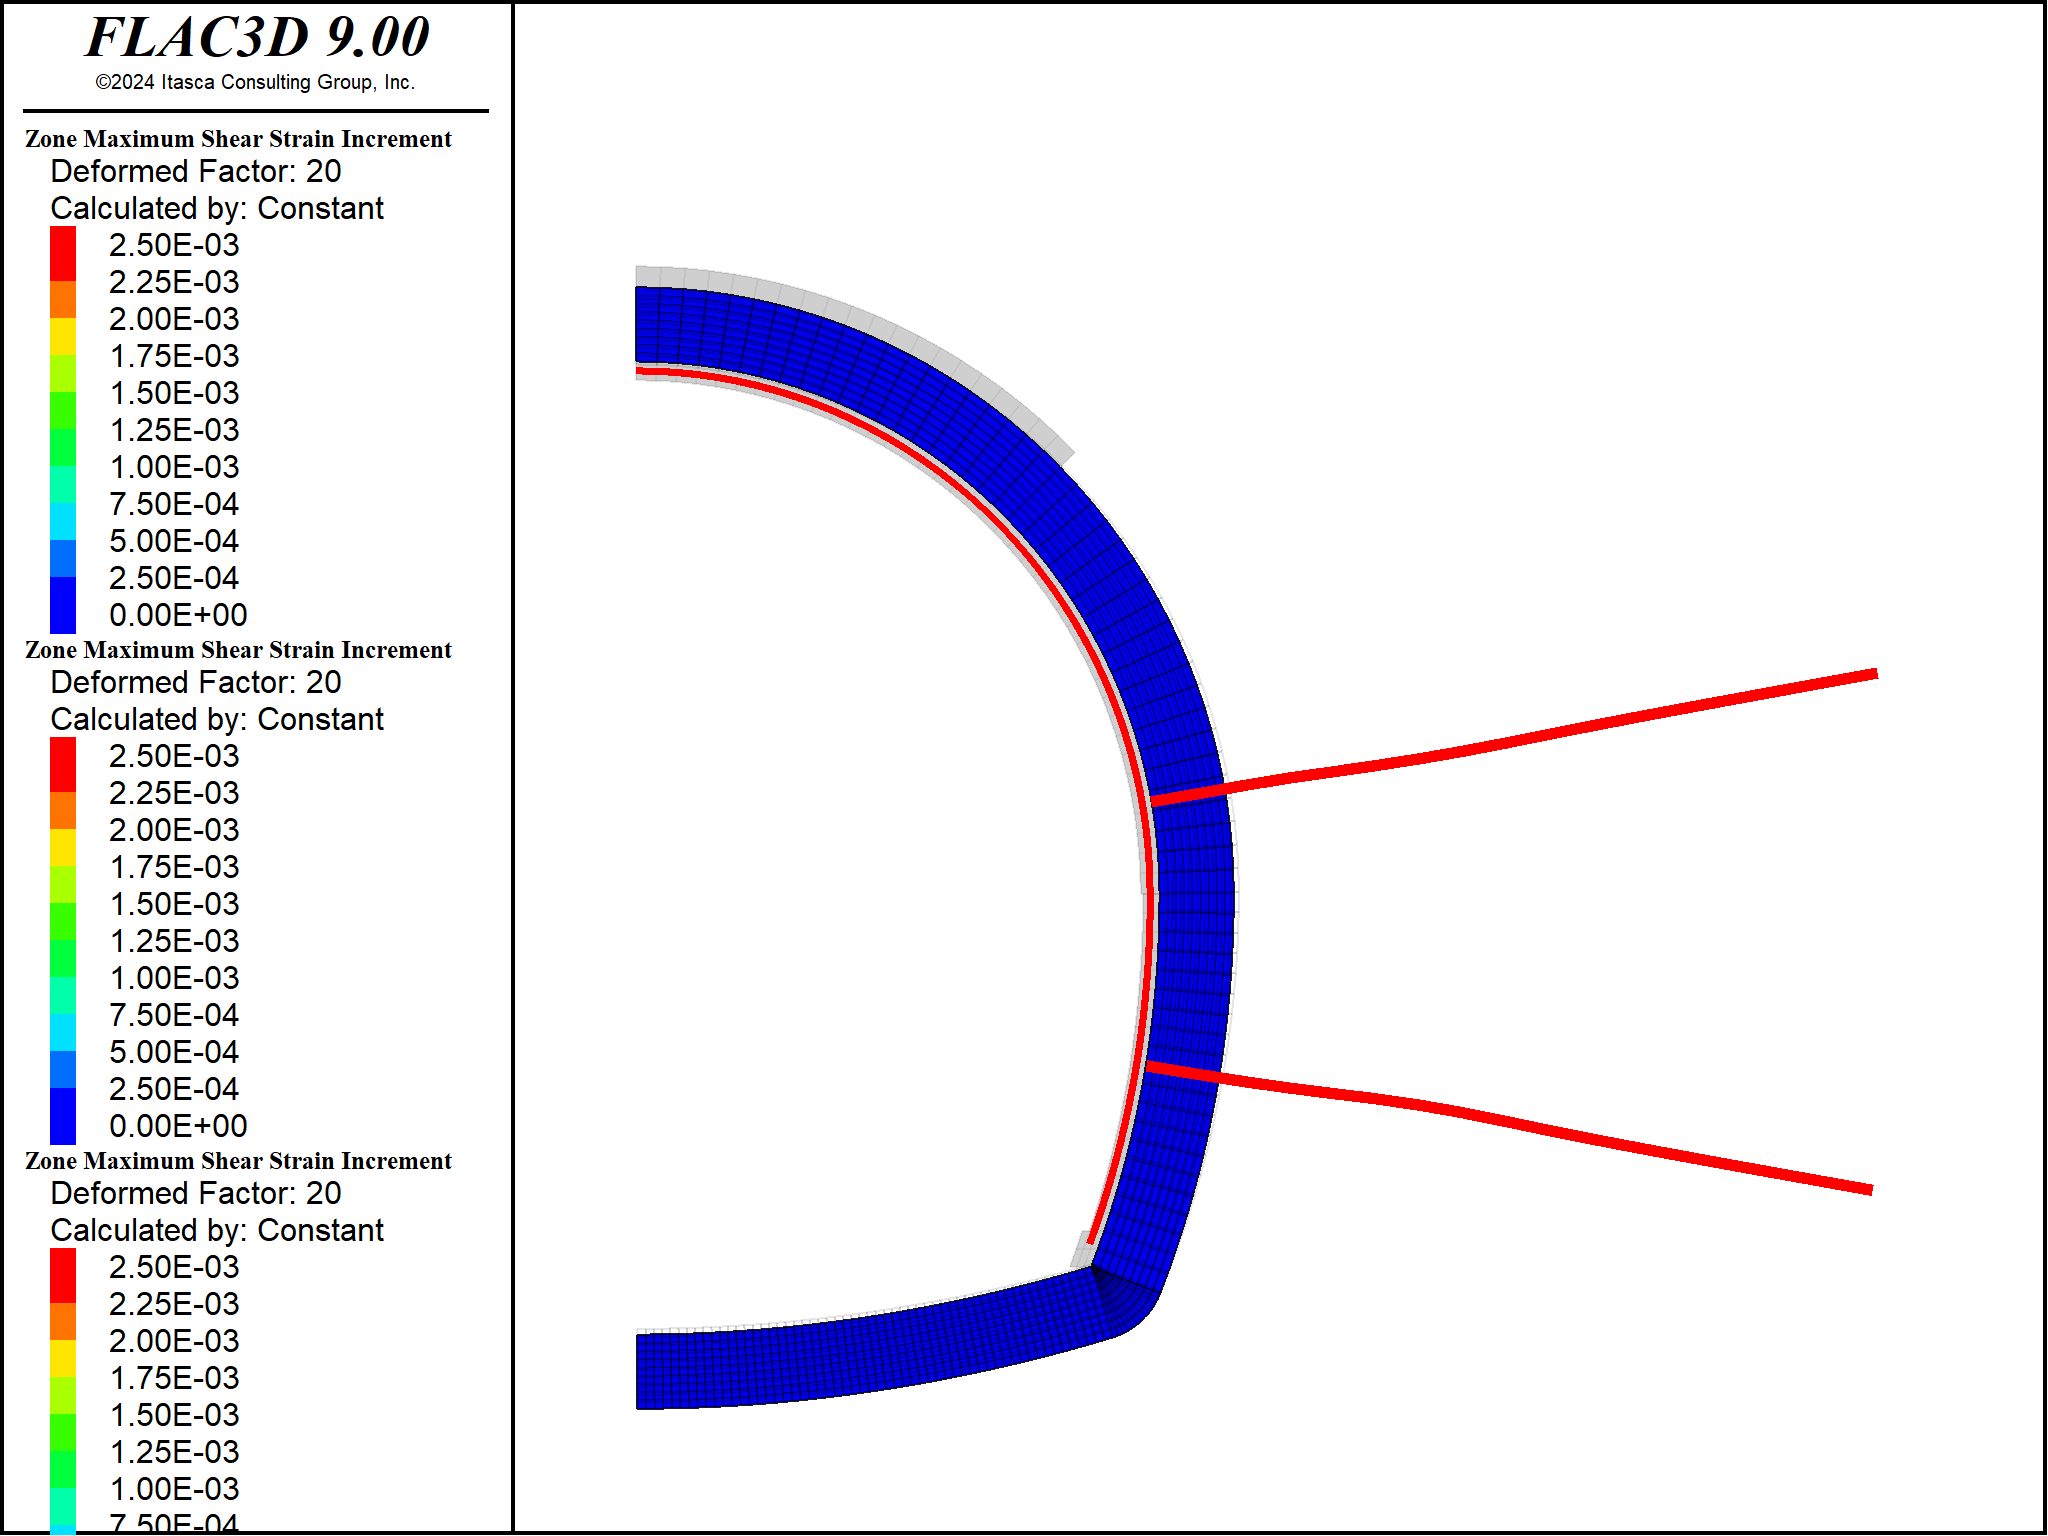 FLAC3D 9.00
©2024 Itasca Consulting Group, Inc.
Zone Maximum Shear Strain Increment
Deformed Factor: 20
Calculated by: Constant
2.50E-03
2.25E-03
2.00E-03
1.75E-03
1.50E-03
1.25E-03
1.00E-03
7.50E-04
5.00E-04
2.50E-04
0.00E+00
Zone Maximum Shear Strain Increment
Deformed Factor: 20
Calculated by: Constant
2.50E-03
2.25E-03
2.00E-03
1.75E-03
1.50E-03
1.25E-03
1.00E-03
7.50E-04
5.00E-04
2.50E-04
0.00E+00
Zone Maximum Shear Strain Increment
Deformed Factor: 20
Calculated by: Constant
2.50E-03
2.25E-03
2.00E-03
1.75E-03
1.50E-03
1.25E-03
1.00E-03
7.50E-04